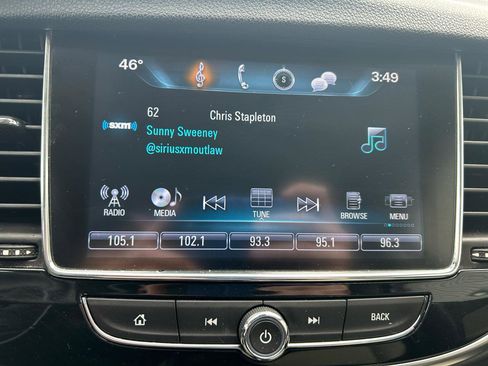 46° S 3:49
62 Chris Stapleton
sxm Sunny Sweeney
@siriusxmoutlaw
RADIO MEDIA TUNE BROWSE MENU
105.1 102.1 93.3 95.1 96.3
BACK